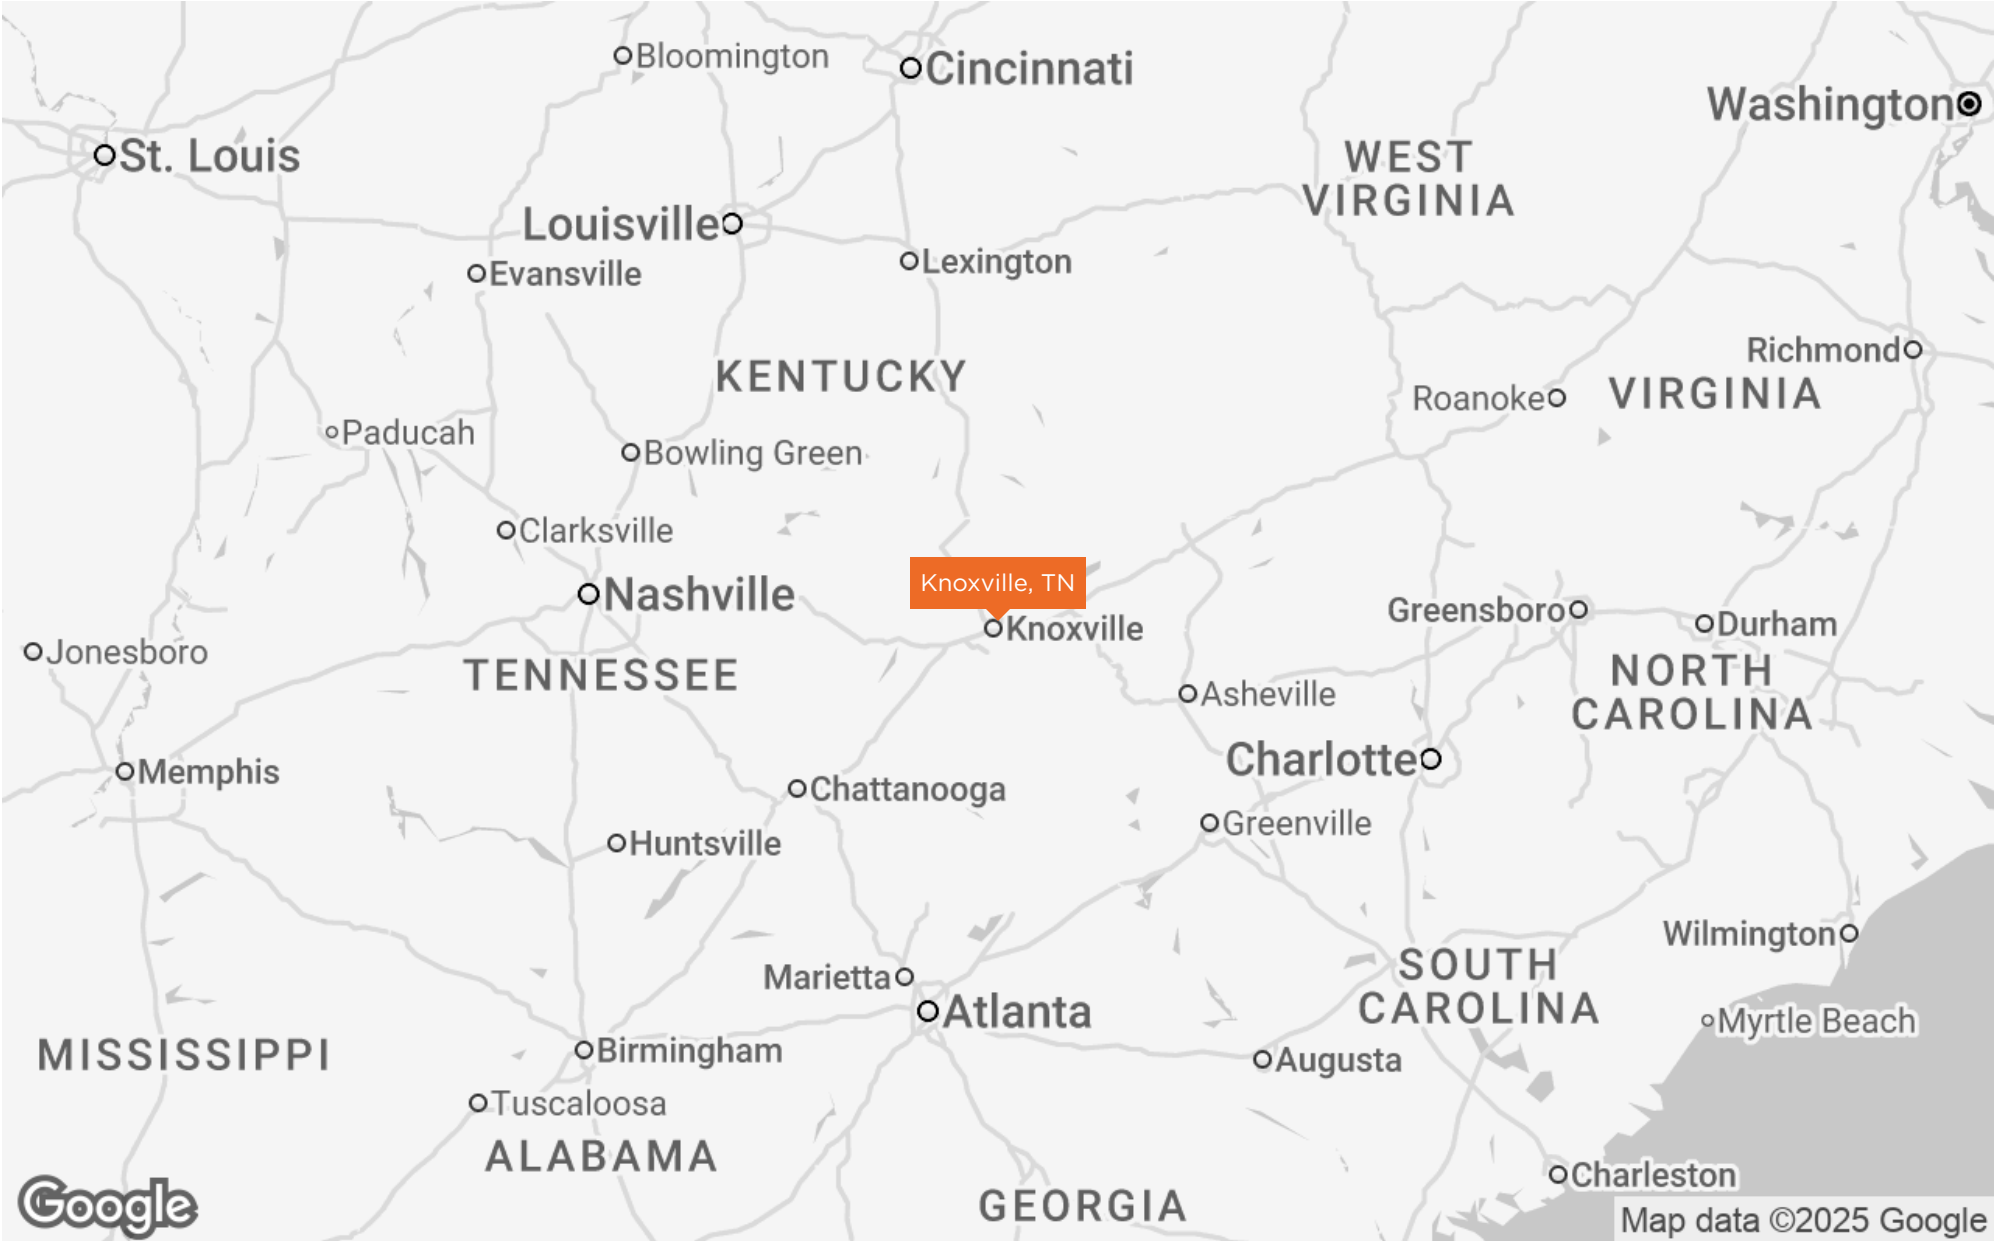 Bloomington
Cincinnati
Washington
St. Louis
WEST
VIRGINIA
Louisville
Lexington
Evansville
Richmond
KENTUCKY
Roanoke
VIRGINIA
Paducah
Bowling Green
Clarksville
Knoxville, TN
Nashville
Greensboro
Durham
Knoxville
Jonesboro
TENNESSEE
NORTH
CAROLINA
Asheville
Charlotte
Memphis
Chattanooga
Greenville
Huntsville
Wilmington
Marietta
SOUTH
CAROLINA
Atlanta
Myrtle Beach
MISSISSIPPI
Birmingham
Augusta
Tuscaloosa
ALABAMA
Charleston
Google
GEORGIA
Map data ©2025 Google